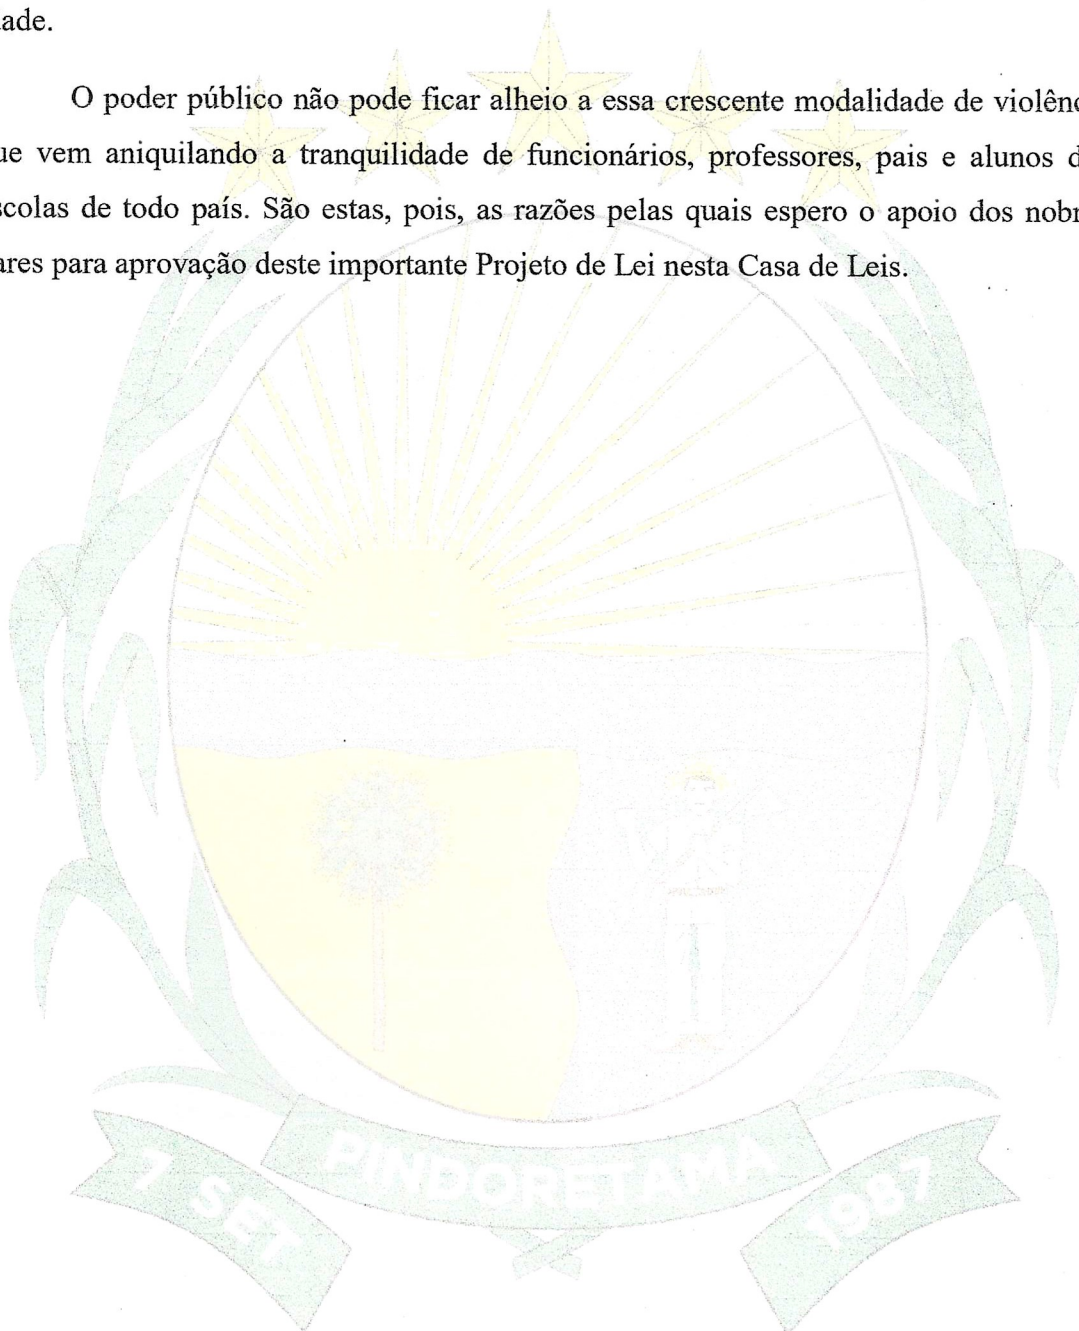 dade.
O poder público não pode ficar alheio a essa crescente modalidade de violênc
ue vem aniquilando a tranquilidade de funcionários, professores, pais e alunos d
scolas de todo país. São estas, pois, as razões pelas quais espero o apoio dos nobr
ares para aprovação deste importante Projeto de Lei nesta Casa de Leis.
7 SET
PINDORETAMA
1987